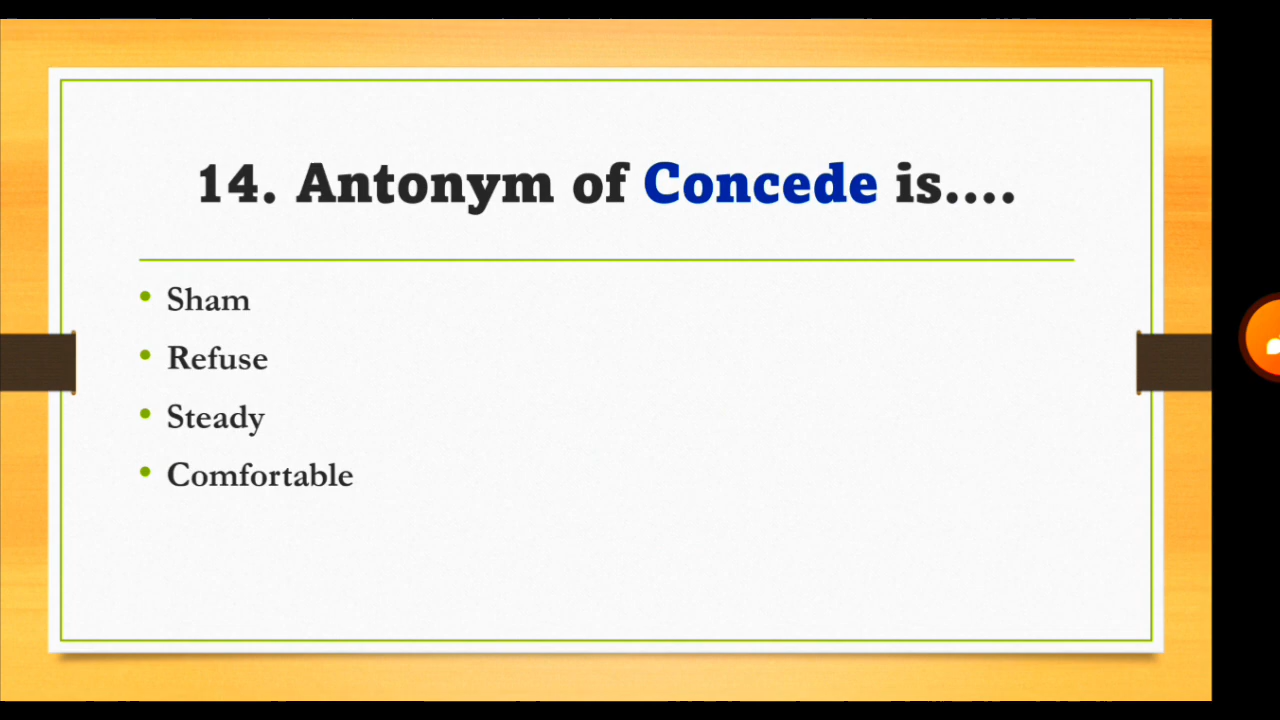 14. Antonym of Concede is....
• Sham
• Refuse
• Steady
• Comfortable